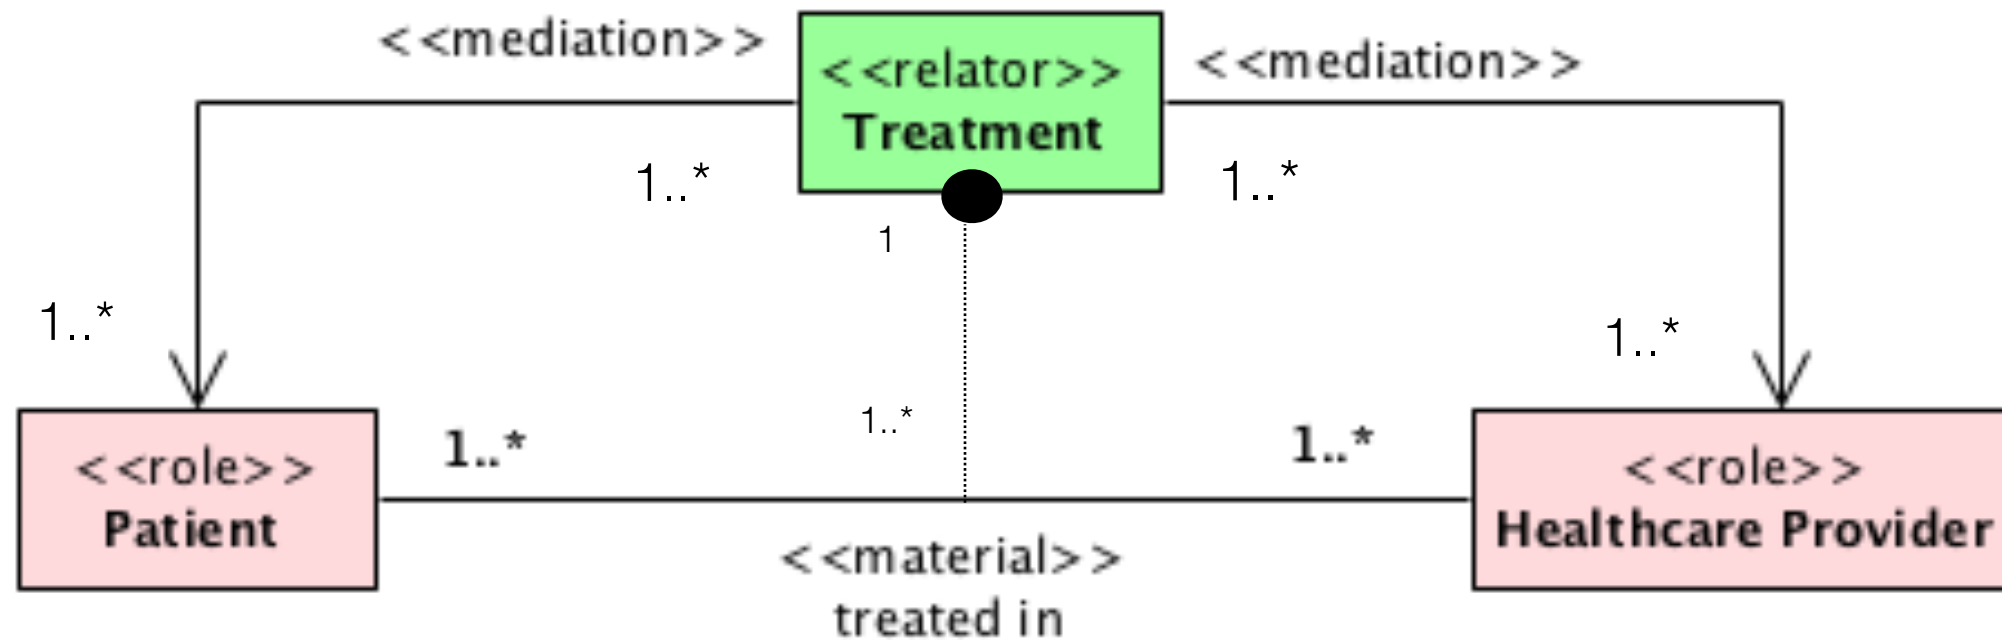 <<mediation>>
<<relator>>
Treatment
<<mediation>>
1..*
1..*
1
1..*
1..*
1..*
1..*
1..*
<<role>>
Patient
<<role>>
Healthcare Provider
<<material>>
treated in